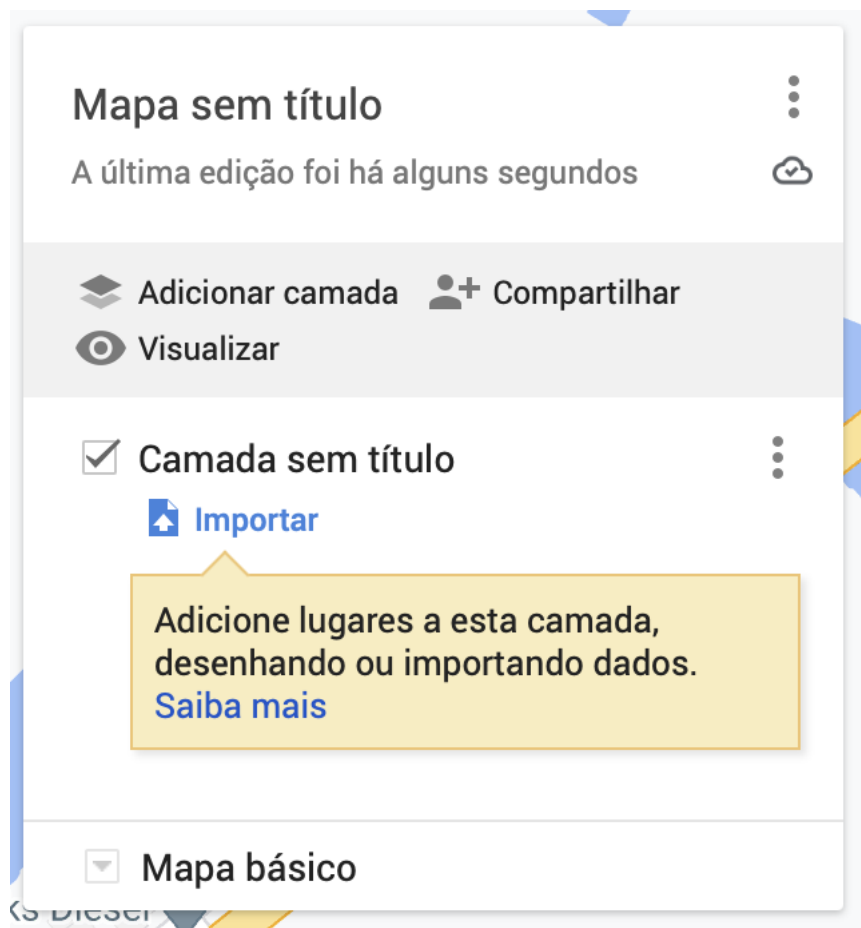 Mapa sem título
A última edição foi há alguns segundos
Adicionar camada Compartilhar
Visualizar
Camada sem título
Importar
Adicione lugares a esta camada,
desenhando ou importando dados.
Saiba mais
Mapa básico